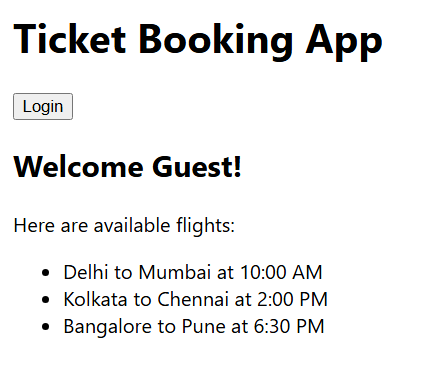 Ticket Booking App
Login
Welcome Guest!
Here are available flights:
Delhi to Mumbai at 10:00 AM
Kolkata to Chennai at 2:00 PM
Bangalore to Pune at 6:30 PM